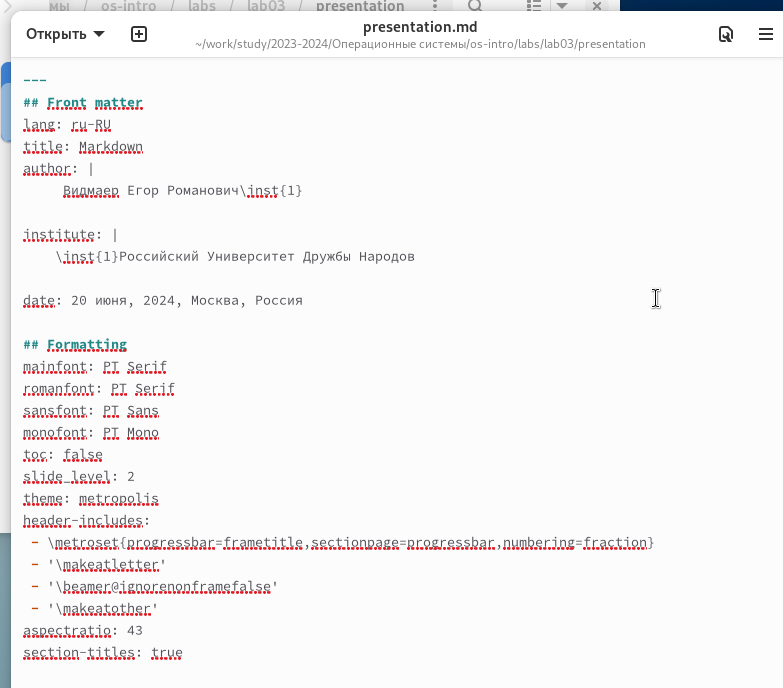 мы / os-intro / labs / lab03 / presentation
Открыть
presentation.md
~/work/study/2023-2024/Операционные системы/os-intro/labs/lab03/presentation
---
## Front matter
lang: ru-RU
title: Markdown
author: |
Видмаер Егор Романович\inst{1}
institute: |
\inst{1}Российский Университет Дружбы Народов
date: 20 июня, 2024, Москва, Россия
## Formatting
mainfont: PT Serif
romanfont: PT Serif
sansfont: PT Sans
monofont: PT Mono
toc: false
slide_level: 2
theme: metropolis
header-includes:
- \metroset{progressbar=frametitle,sectionpage=progressbar,numbering=fraction}
- '\makeatletter'
- '\beamer@ignorenonframefalse'
- '\makeatother'
aspectratio: 43
section-titles: true